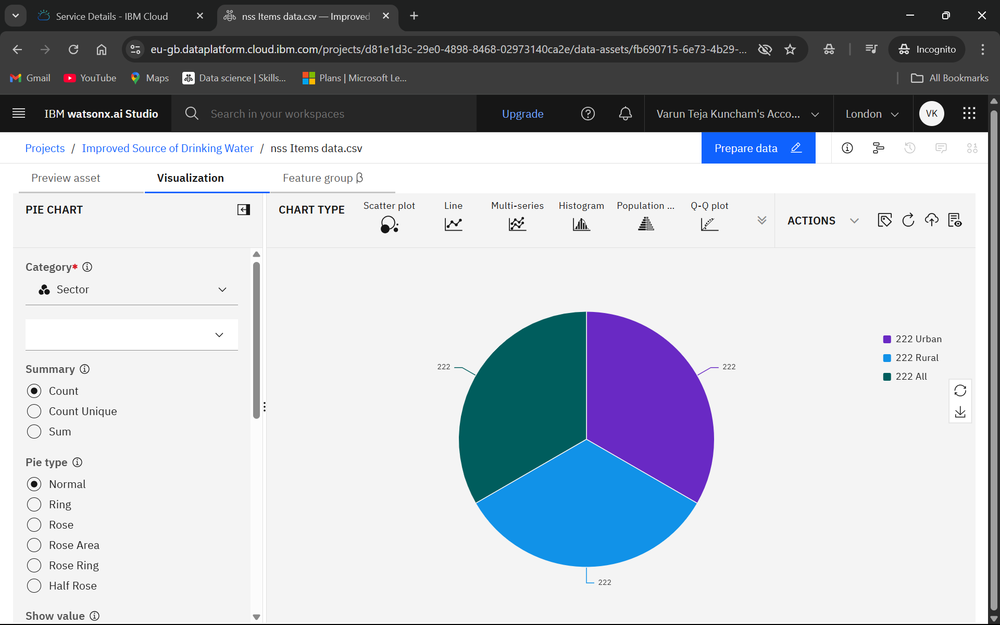 Service Details - IBM Cloud
nss Items data.csv — Improved
eu-gb.dataplatform.cloud.ibm.com/projects/d81e1d3c-29e0-4898-8468-02973140ca2e/data-assets/fb690715-6e73-4b29-...
Incognito
Gmail
YouTube
Maps
Data science | Skills...
Plans | Microsoft Le...
All Bookmarks
IBM watsonx.ai Studio
Search in your workspaces
Upgrade
Varun Teja Kuncham's Acco...
London
VK
Projects / Improved Source of Drinking Water / nss Items data.csv
Prepare data
Preview asset
Visualization
Feature group β
PIE CHART
CHART TYPE
Scatter plot
Line
Multi-series
Histogram
Population ...
Q-Q plot
ACTIONS
Category*
Sector
Summary
Count
Count Unique
Sum
Pie type
Normal
Ring
Rose
Rose Area
Rose Ring
Half Rose
Show value
222
222
222
222 Urban
222 Rural
222 All